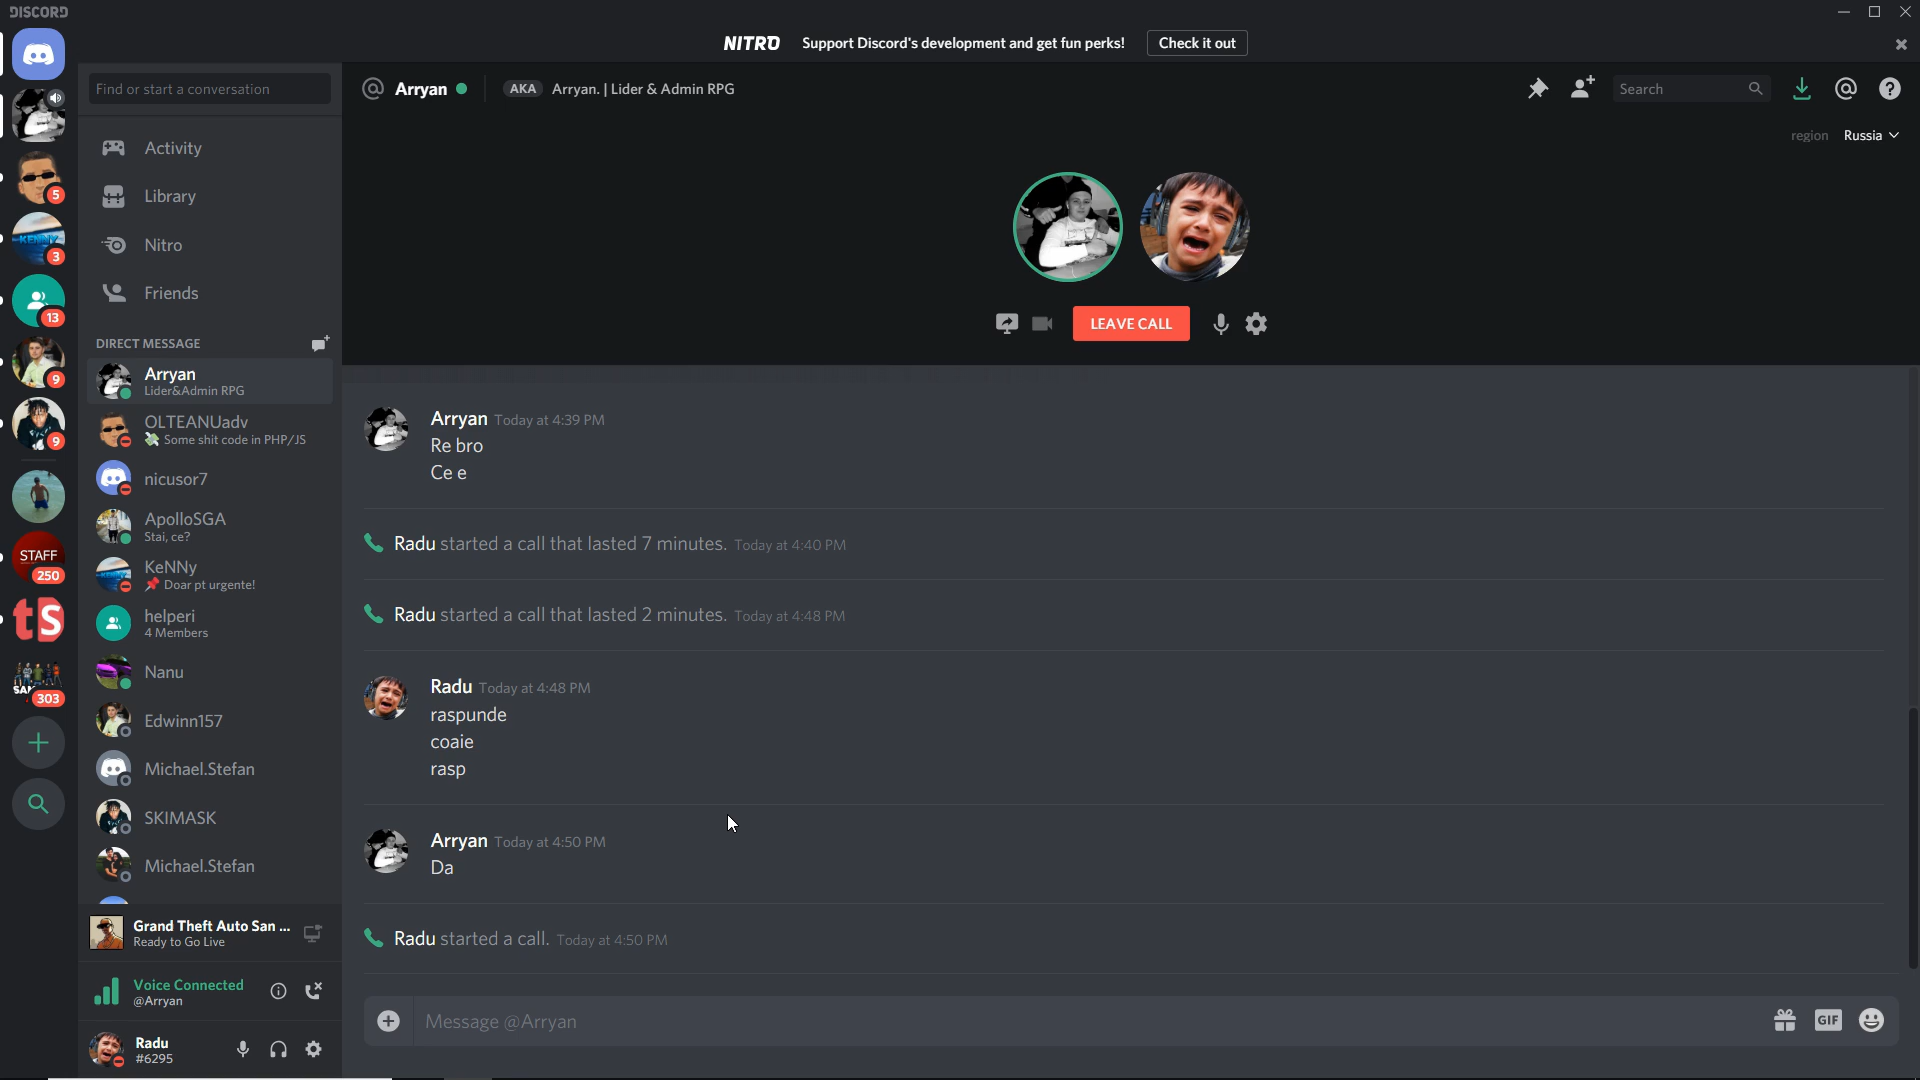 DISCORD
NITRO Support Discord's development and get fun perks! Check it out
Find or start a conversation
Arryan
AKA Arryan. | Lider & Admin RPG
Search
region Russia
Activity
Library
Nitro
Friends
LEAVE CALL
5
KENNY
3
13
9
9
STAFF
250
tS
303
DIRECT MESSAGE
Arryan
Lider&Admin RPG
OLTEANUadv
Some shit code in PHP/JS
nicusor7
ApolloSGA
Stai, ce?
KeNNy
Doar pt urgente!
helperi
4 Members
Nanu
Edwinn157
Michael.Stefan
SKIMASK
Michael.Stefan
Grand Theft Auto San ...
Ready to Go Live
Voice Connected
@Arryan
Radu
#6295
Arryan Today at 4:39 PM
Re bro
Ce e
Radu started a call that lasted 7 minutes. Today at 4:40 PM
Radu started a call that lasted 2 minutes. Today at 4:48 PM
Radu Today at 4:48 PM
raspunde
coaie
rasp
Arryan Today at 4:50 PM
Da
Radu started a call. Today at 4:50 PM
Message @Arryan
GIF